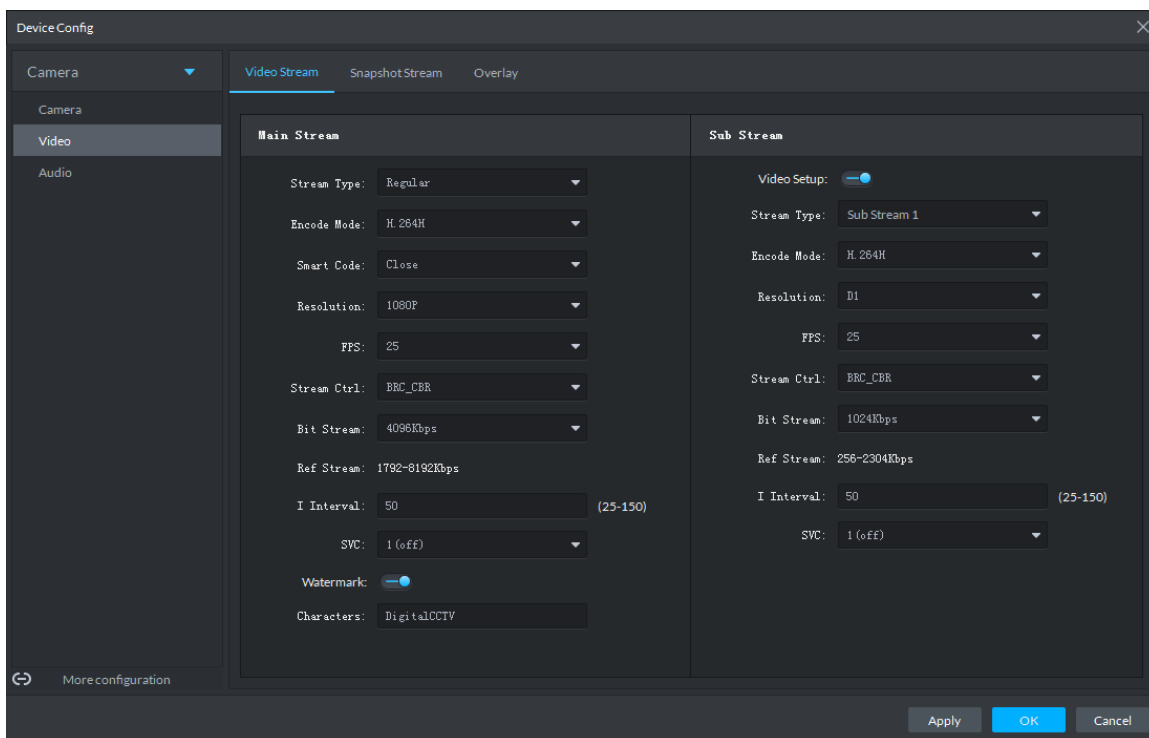 Device Config
Camera
Camera
Video
Audio
More configuration
Video Stream Snapshot Stream Overlay
Main Stream
Stream Type: Regular
Encode Mode: H.264H
Smart Code: Close
Resolution: 1080P
FPS: 25
Stream Ctrl: BRC_CBR
Bit Stream: 4096Kbps
Ref Stream: 1792-8192Kbps
I Interval: 50 (25-150)
SVC: 1(off)
Watermark:
Characters: DigitalCCTV
Sub Stream
Video Setup:
Stream Type: Sub Stream 1
Encode Mode: H.264H
Resolution: D1
FPS: 25
Stream Ctrl: BRC_CBR
Bit Stream: 1024Kbps
Ref Stream: 256-2304Kbps
I Interval: 50 (25-150)
SVC: 1(off)
Apply OK Cancel